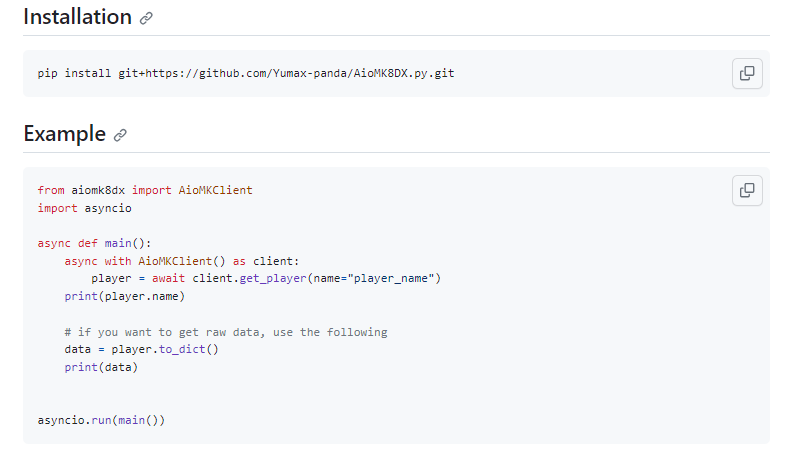 Installation
pip install git+https://github.com/Yumax-panda/AioMK8DX.py.git
Example
from aiomk8dx import AioMKClient
import asyncio
async def main():
    async with AioMKClient() as client:
        player = await client.get_player(name="player_name")
    print(player.name)
    # if you want to get raw data, use the following
    data = player.to_dict()
    print(data)
asyncio.run(main())